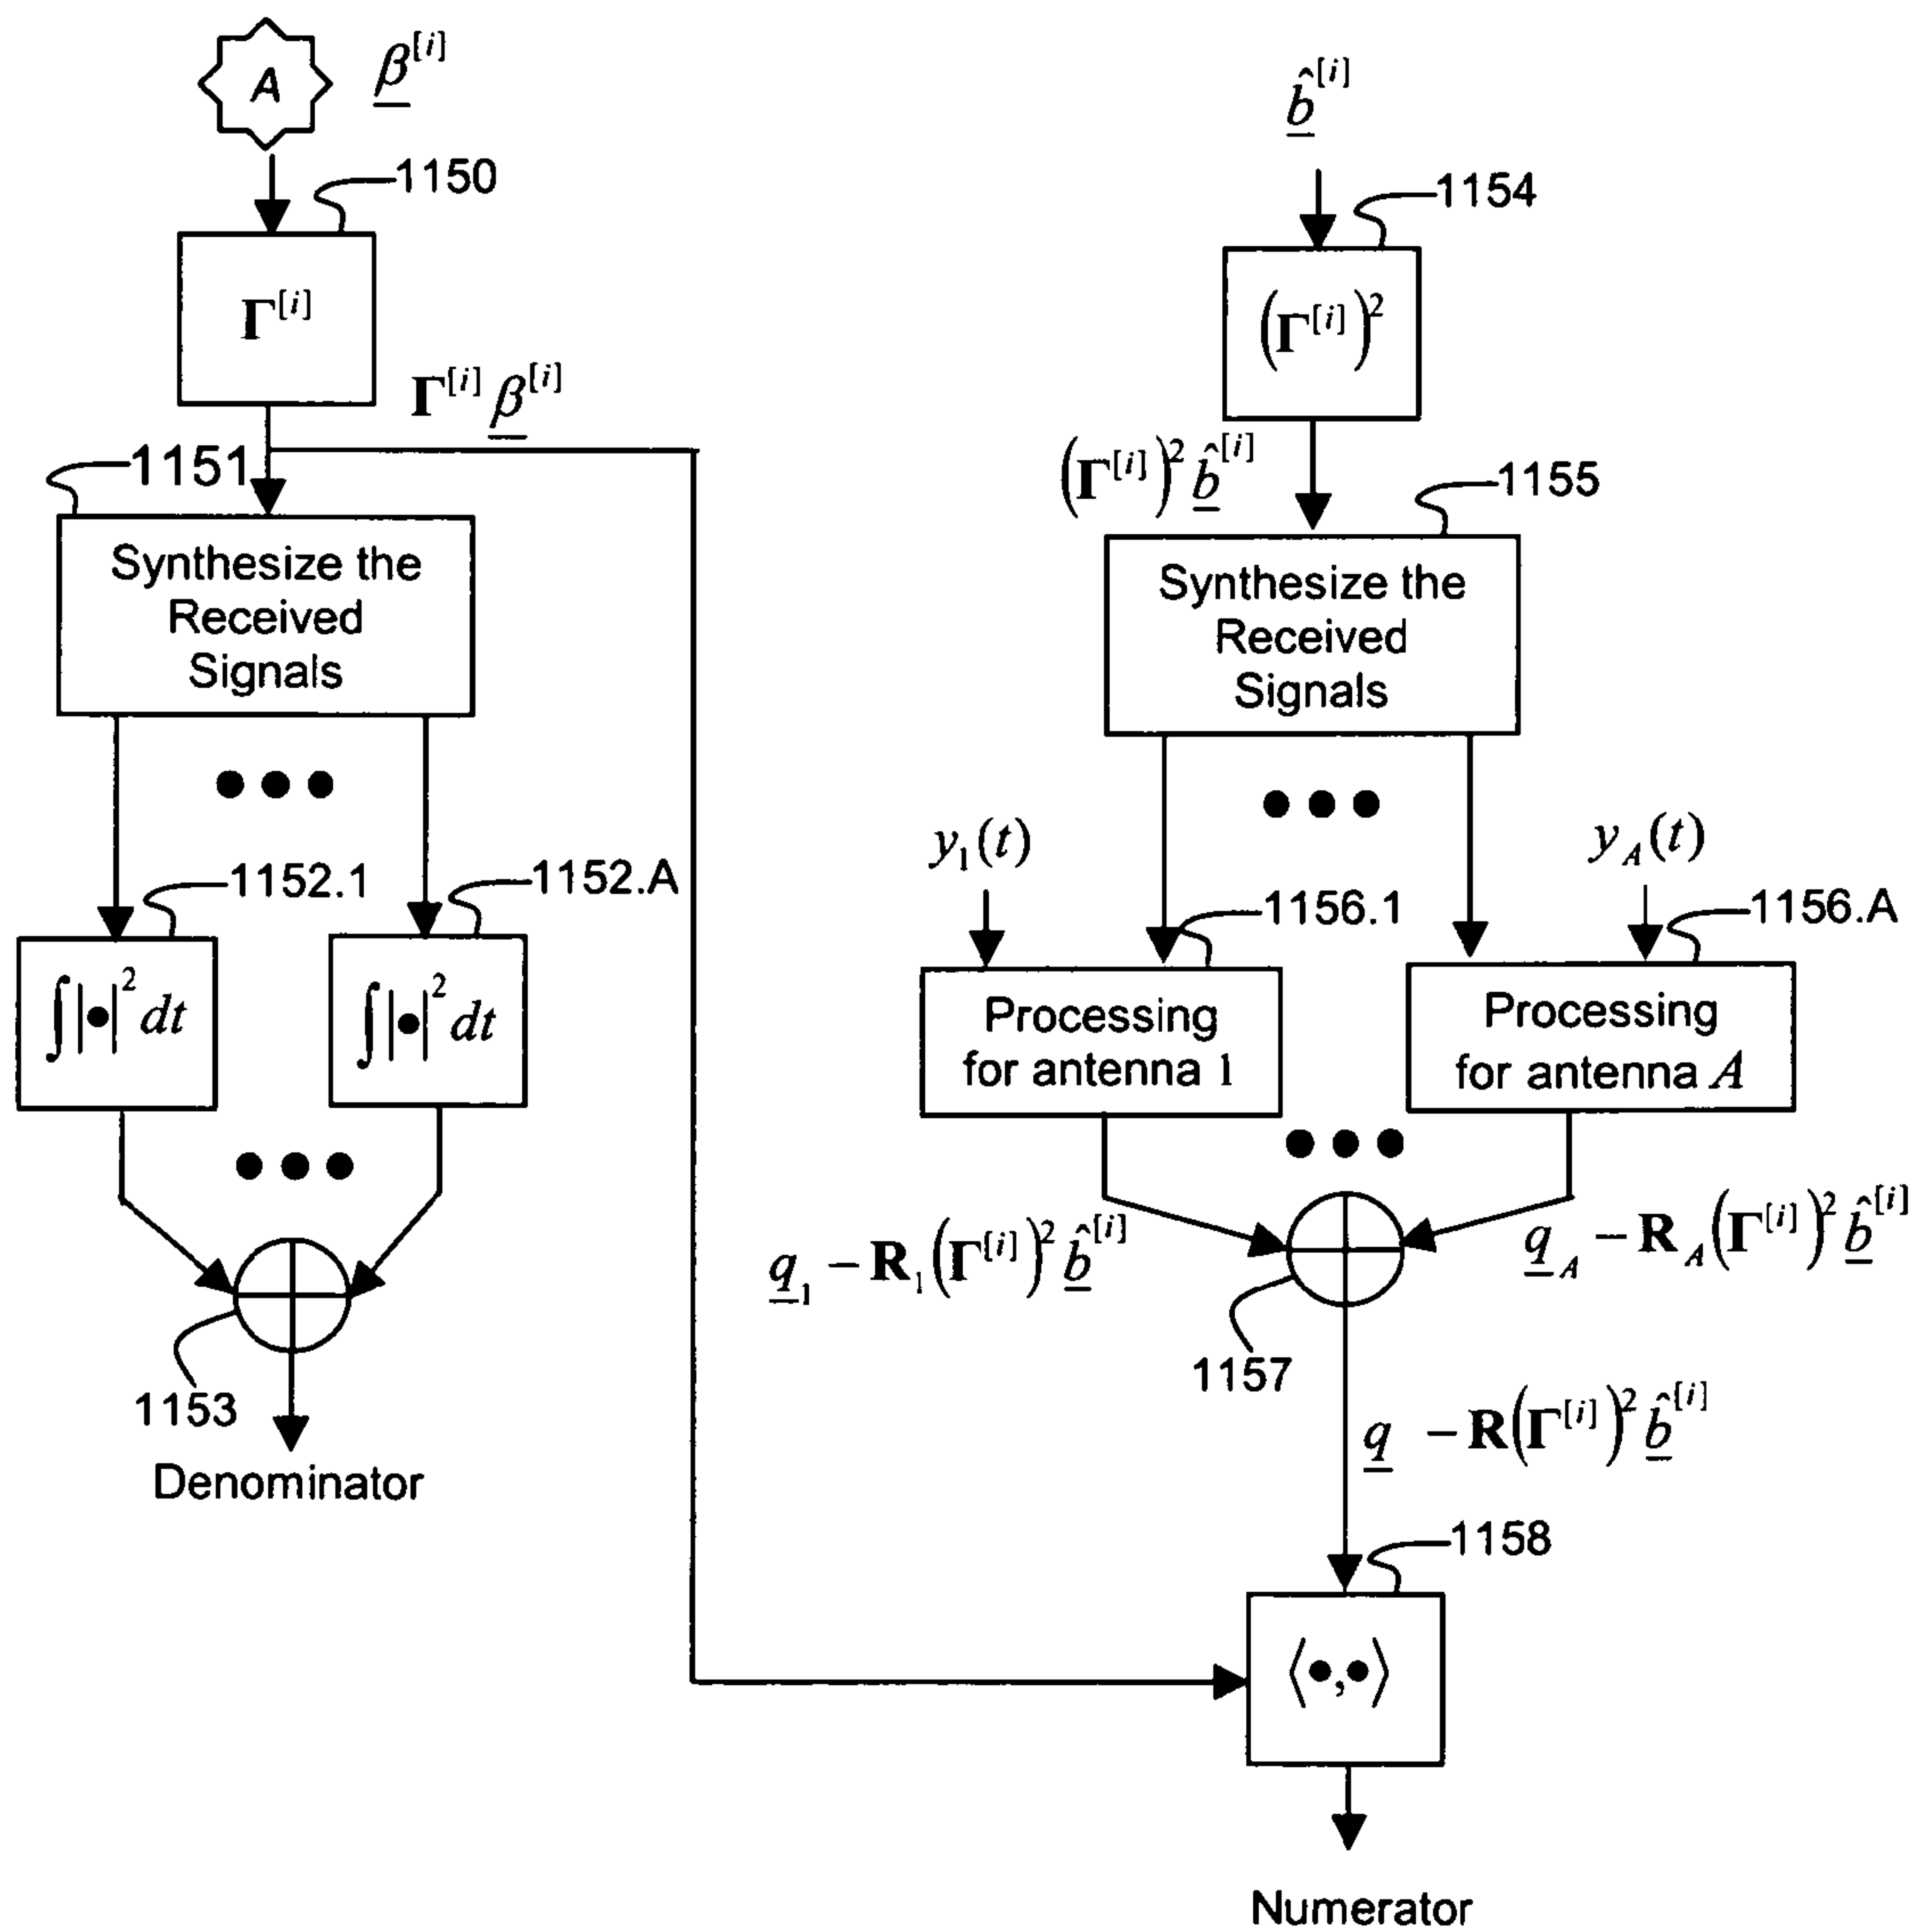 A
β^[i]
1150
Γ^[i]
Γ^[i] β^[i]
1151
Synthesize the
Received
Signals
1152.1
1152.A
∫|•|² dt
∫|•|² dt
1153
Denominator
b̂^[i]
1154
(Γ^[i])²
(Γ^[i])² b̂^[i]
1155
Synthesize the
Received
Signals
y₁(t)
y_A(t)
1156.1
1156.A
Processing
for antenna 1
Processing
for antenna A
q₁ − R₁(Γ^[i])² b̂^[i]
q_A − R_A(Γ^[i])² b̂^[i]
1157
q − R(Γ^[i])² b̂^[i]
1158
⟨•,•⟩
Numerator